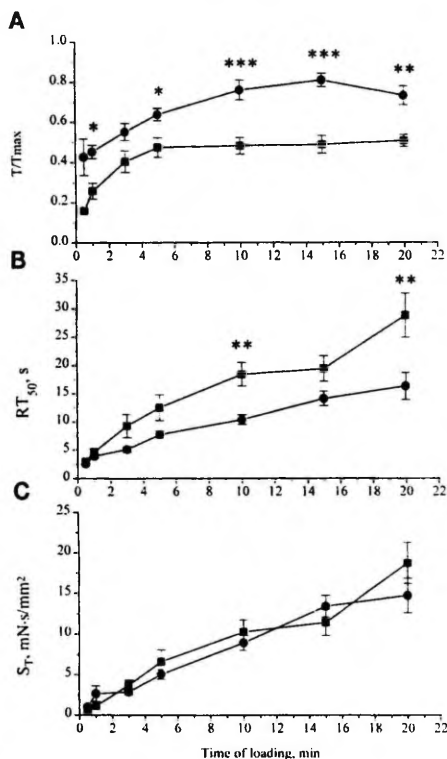 A
* * *** *** **
1.0
0.8
0.6
0.4
0.2
0.0
T/Tmax
0 2 4 6 8 10 12 14 16 18 20 22
B
35
30
25
20
15
10
5
0
RT50, s
** **
0 2 4 6 8 10 12 14 16 18 20 22
C
25
20
15
10
5
0
ST, mN·s/mm²
0 2 4 6 8 10 12 14 16 18 20 22
Time of loading, min